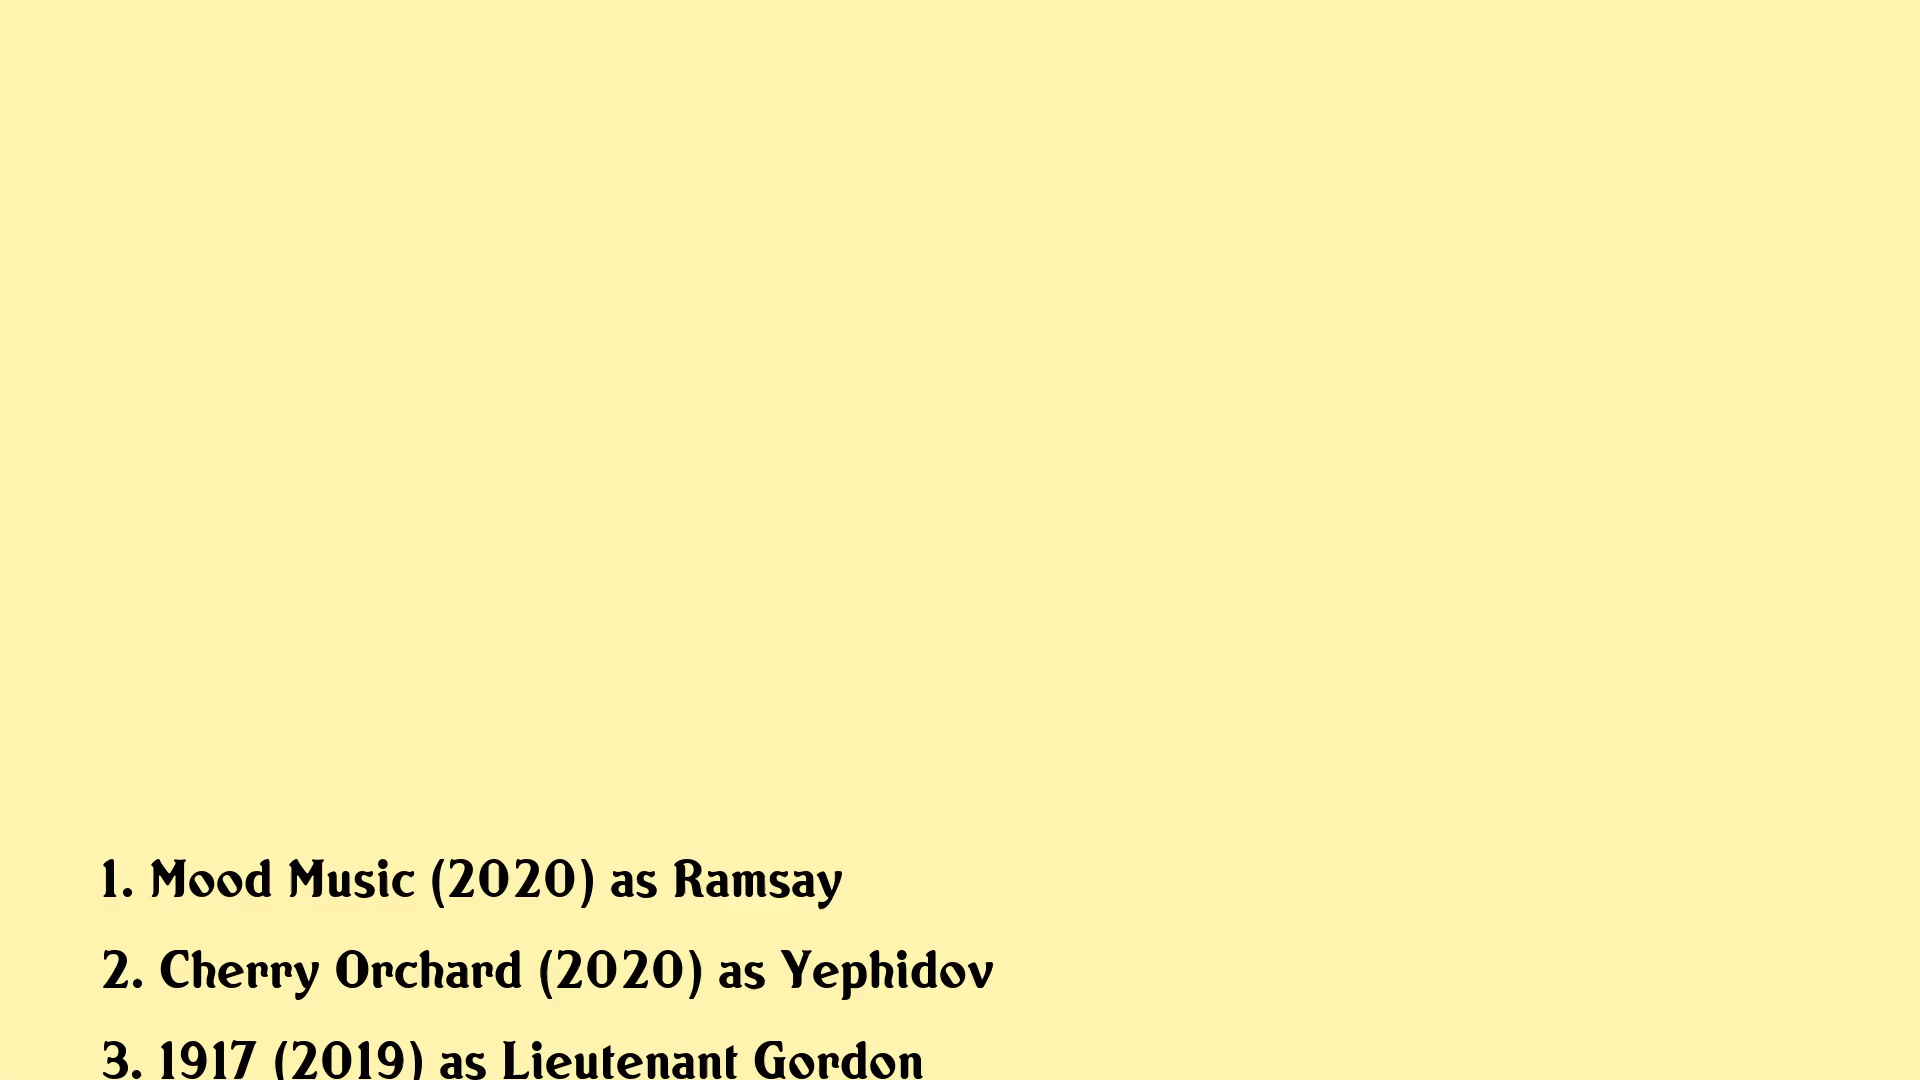 1. Mood Music (2020) as Ramsay
2. Cherry Orchard (2020) as Yephidov
3. 1917 (2019) as Lieutenant Gordon